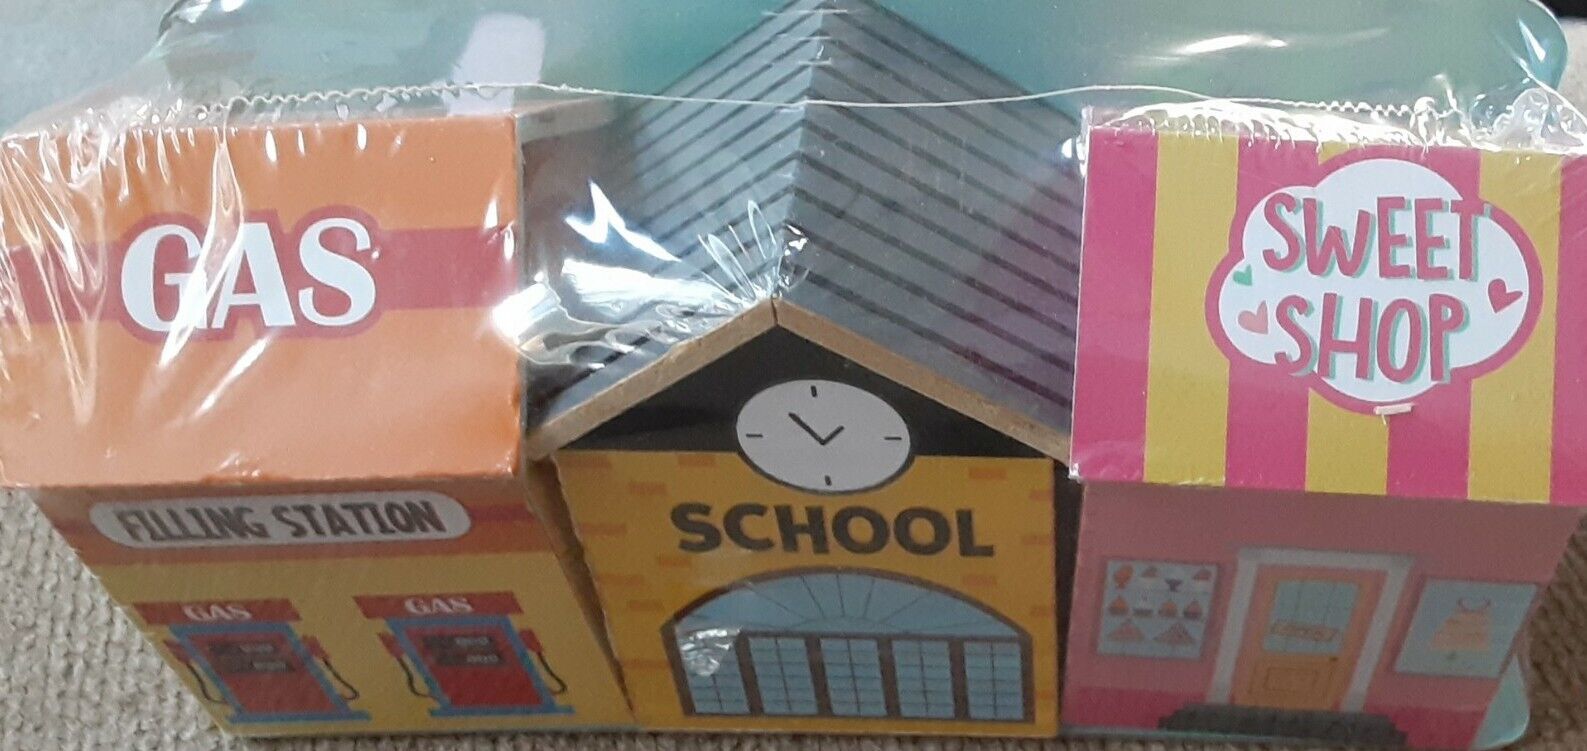 GAS
FILLING STATION
GAS
GAS
SCHOOL
SWEET
SHOP